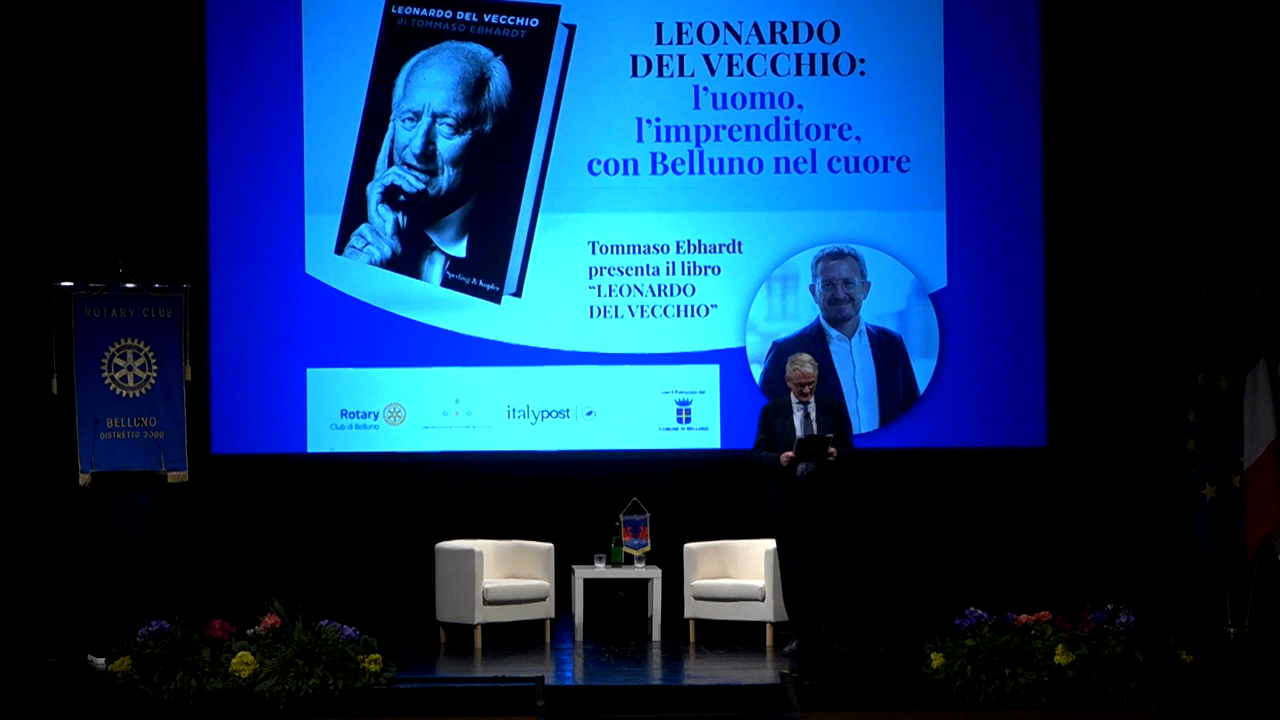 LEONARDO DEL VECCHIO
di TOMMASO EBHARDT
Sperling & Kupfer
LEONARDO
DEL VECCHIO:
l'uomo,
l'imprenditore,
con Belluno nel cuore
Tommaso Ebhardt
presenta il libro
“LEONARDO
DEL VECCHIO”
Rotary
Club di Belluno
italypost
COMUNE DI BELLUNO
ROTARY CLUB
BELLUNO
DISTRETTO 2060